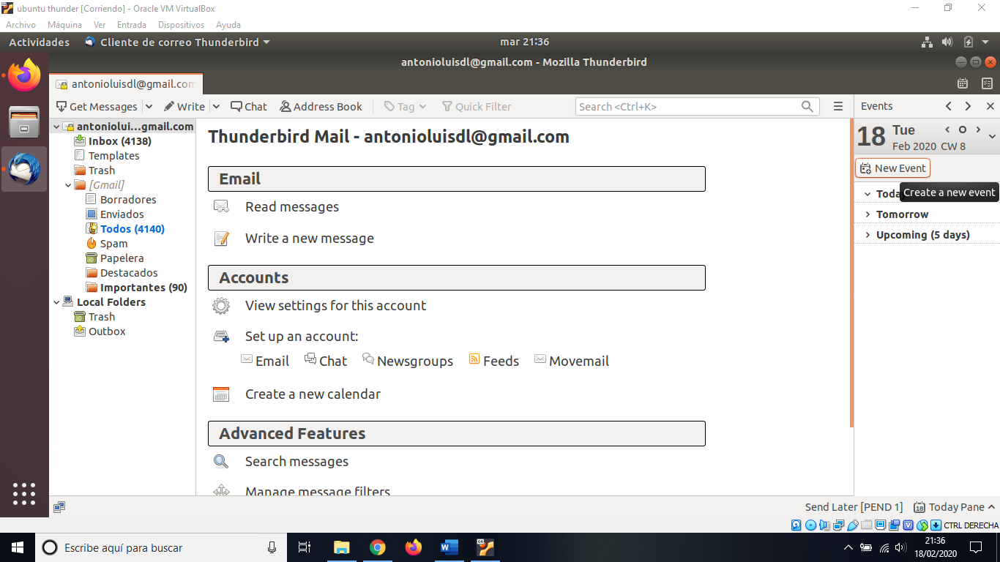 ubuntu thunder [Corriendo] - Oracle VM VirtualBox
Archivo Máquina Ver Entrada Dispositivos Ayuda
Actividades Cliente de correo Thunderbird mar 21:36
antonioluisdl@gmail.com - Mozilla Thunderbird
antonioluisdl@gmail.com
Get Messages Write Chat Address Book Tag Quick Filter Search <Ctrl+K>
antoniolui...gmail.com
Inbox (4138)
Templates
Trash
[Gmail]
Borradores
Enviados
Todos (4140)
Spam
Papelera
Destacados
Importantes (90)
Local Folders
Trash
Outbox
Thunderbird Mail - antonioluisdl@gmail.com
Email
Read messages
Write a new message
Accounts
View settings for this account
Set up an account:
Email Chat Newsgroups Feeds Movemail
Create a new calendar
Advanced Features
Search messages
Manage message filters
Events
18 Tue
Feb 2020 CW 8
New Event
Create a new event
Tomorrow
Upcoming (5 days)
Send Later [PEND 1] 18 Today Pane
CTRL DERECHA
Escribe aquí para buscar
21:36
18/02/2020